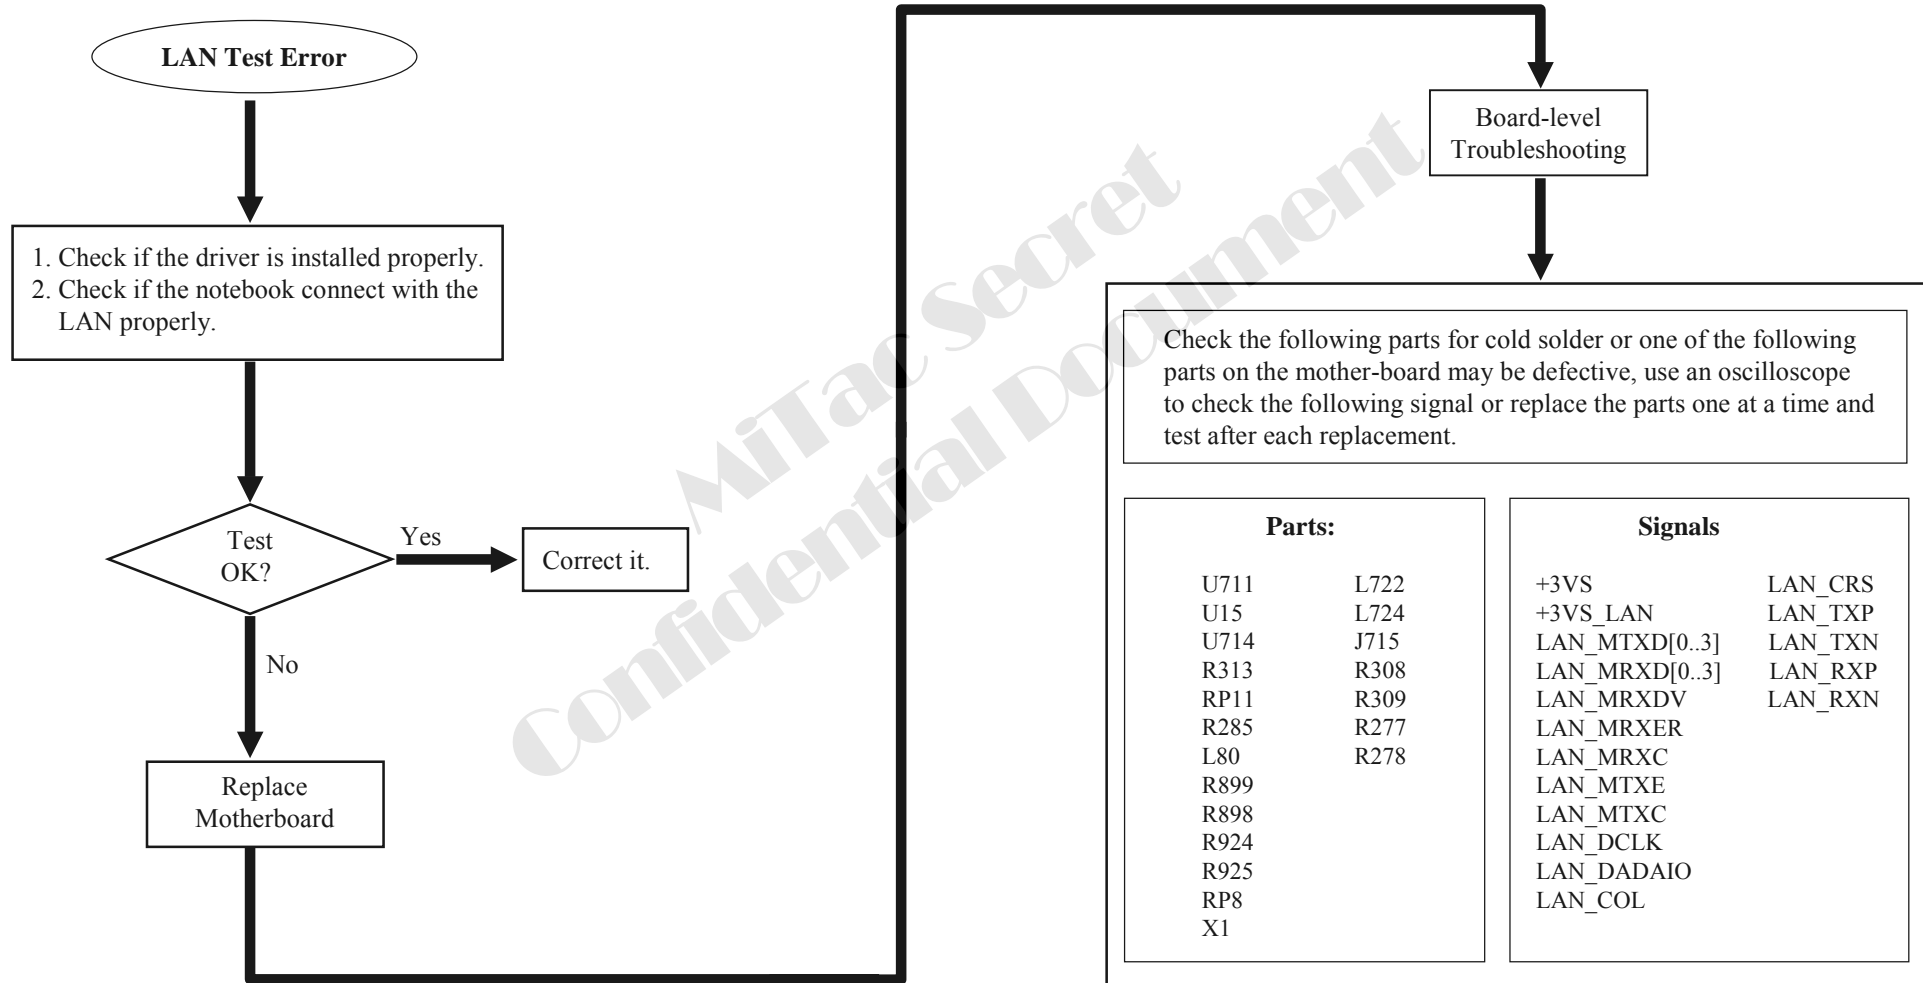 LAN Test Error
1. Check if the driver is installed properly.
2. Check if the notebook connect with the
LAN properly.
Test
OK?
Yes
Correct it.
No
Replace
Motherboard
Board-level
Troubleshooting
Check the following parts for cold solder or one of the following
parts on the mother-board may be defective, use an oscilloscope
to check the following signal or replace the parts one at a time and
test after each replacement.
Parts:
U711
U15
U714
R313
RP11
R285
L80
R899
R898
R924
R925
RP8
X1
L722
L724
J715
R308
R309
R277
R278
Signals
+3VS
+3VS_LAN
LAN_MTXD[0..3]
LAN_MRXD[0..3]
LAN_MRXDV
LAN_MRXER
LAN_MRXC
LAN_MTXE
LAN_MTXC
LAN_DCLK
LAN_DADAIO
LAN_COL
LAN_CRS
LAN_TXP
LAN_TXN
LAN_RXP
LAN_RXN
MiTac Secret
Confidential Document